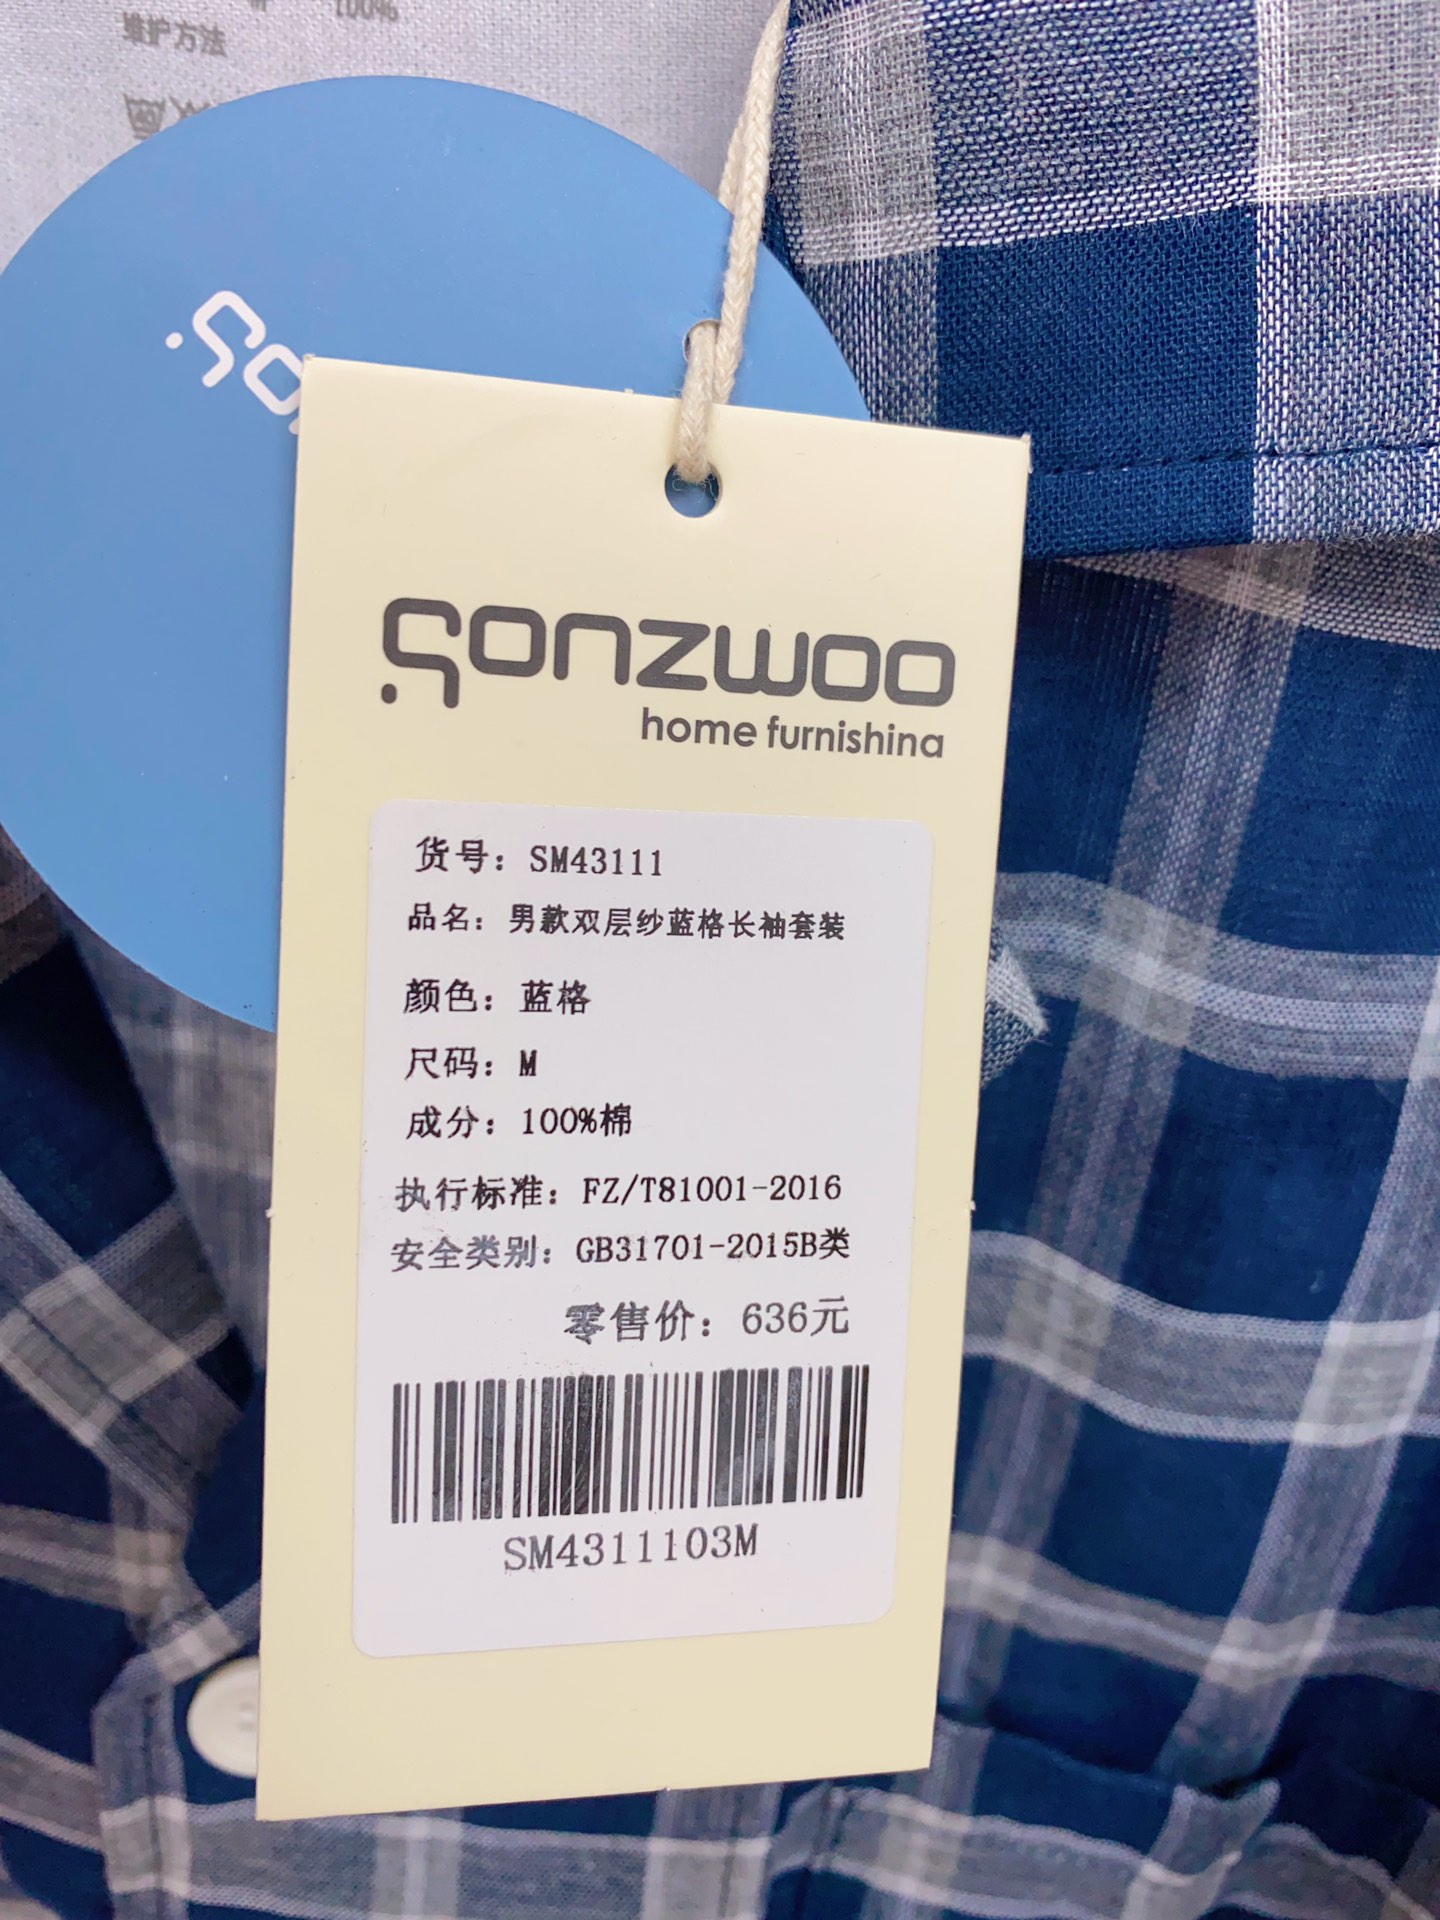 100%
维护方法
gonzwoo
home furnishing
货号：SM43111
品名：男款双层纱蓝格长袖套装
颜色：蓝格
尺码：M
成分：100%棉
执行标准：FZ/T81001-2016
安全类别：GB31701-2015B类
零售价：636元
SM4311103M